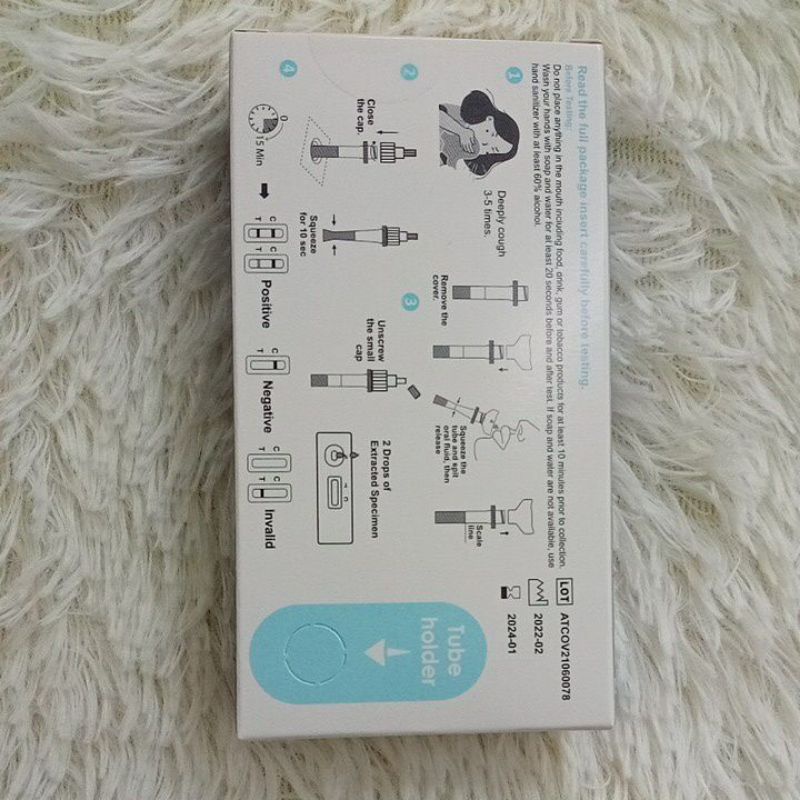 Read the full package insert carefully before testing.
Before Testing:
Do not place anything in the mouth including food, drink, gum or tobacco products for at least 10 minutes prior to collection.
Wash your hands with soap and water for at least 20 seconds before and after test. If soap and water are not available, use
hand sanitizer with at least 60% alcohol.
1
Deeply cough
3-5 times.
Remove the
cover.
Squeeze the
tube and spit
oral fluid, then
release
Scale
line
2
Close
the cap.
Squeeze
for 10 sec
3
Unscrew
the small
cap
2 Drops of
Extracted Specimen
C
T
4
0
15 Min
C
T
C
T
Positive
C
T
Negative
C
T
C
T
Invalid
LOT
ATCOV21060078
2022-02
2024-01
Tube
holder